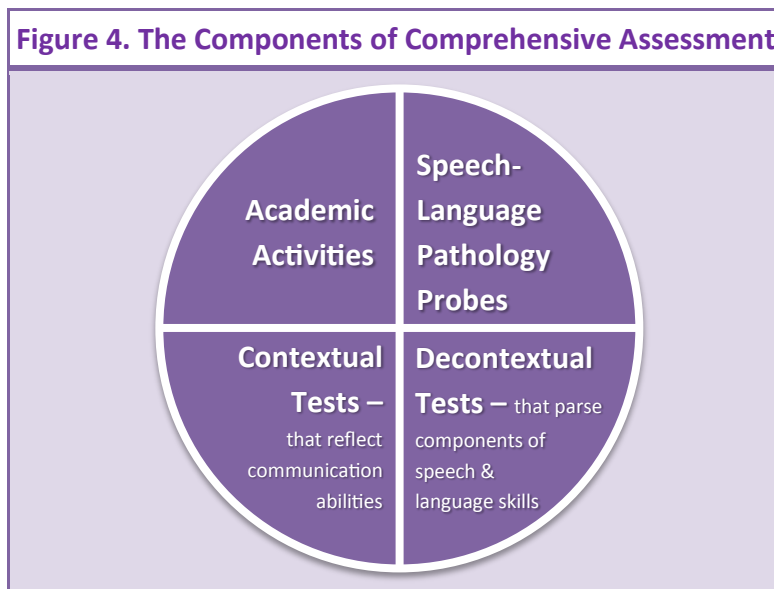 Figure 4. The Components of Comprehensive Assessment
Academic
Activities
Speech-
Language
Pathology
Probes
Contextual
Tests –
that reflect
communication
abilities
Decontextual
Tests – that parse
components of
speech &
language skills